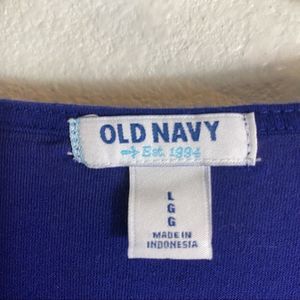 OLD NAVY
Est. 1994
L
G
G
MADE IN
INDONESIA